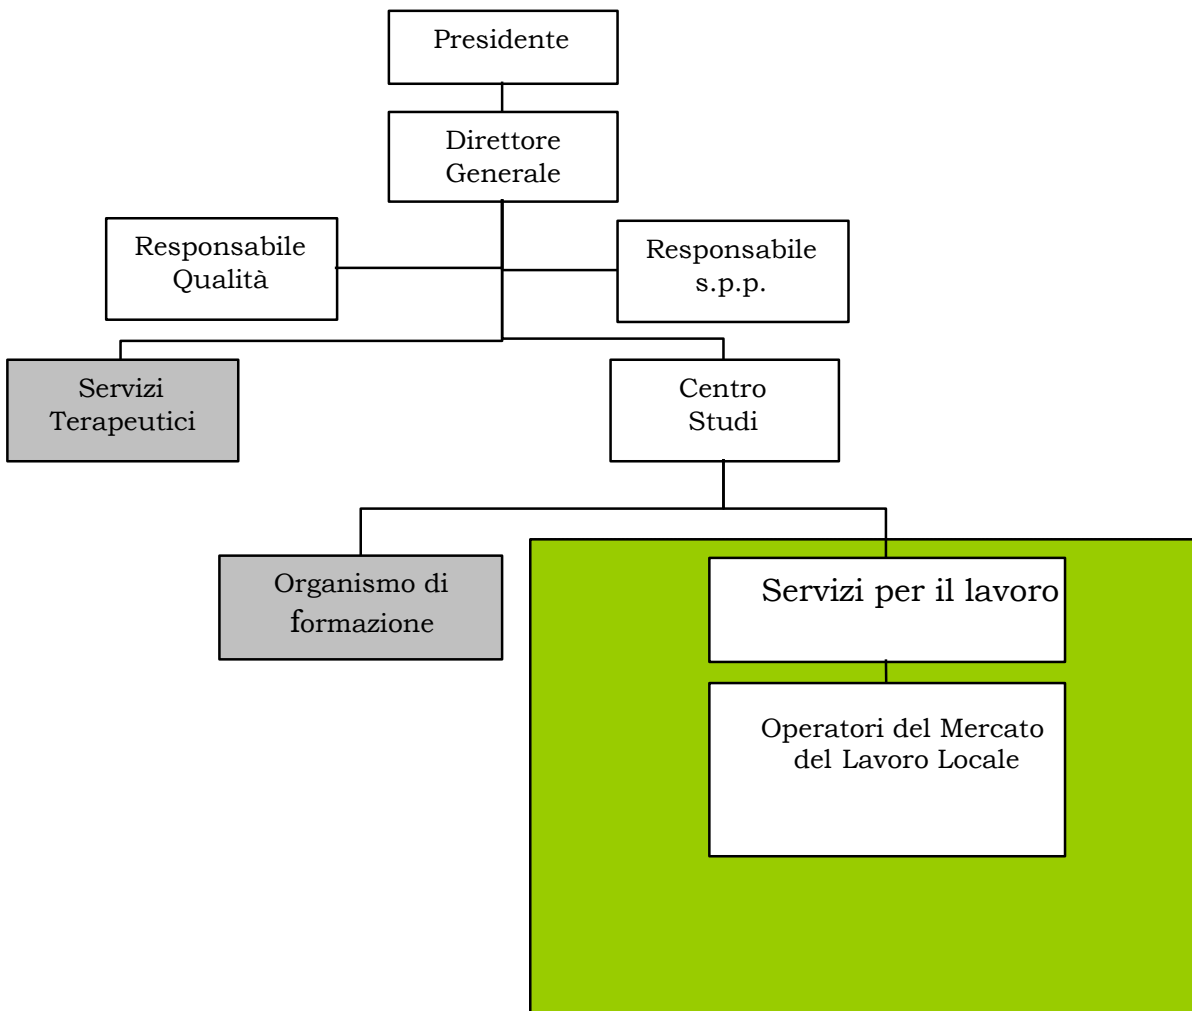 Presidente
Direttore
Generale
Responsabile
Qualità
Responsabile
s.p.p.
Servizi
Terapeutici
Centro
Studi
Organismo di
formazione
Servizi per il lavoro
Operatori del Mercato
del Lavoro Locale